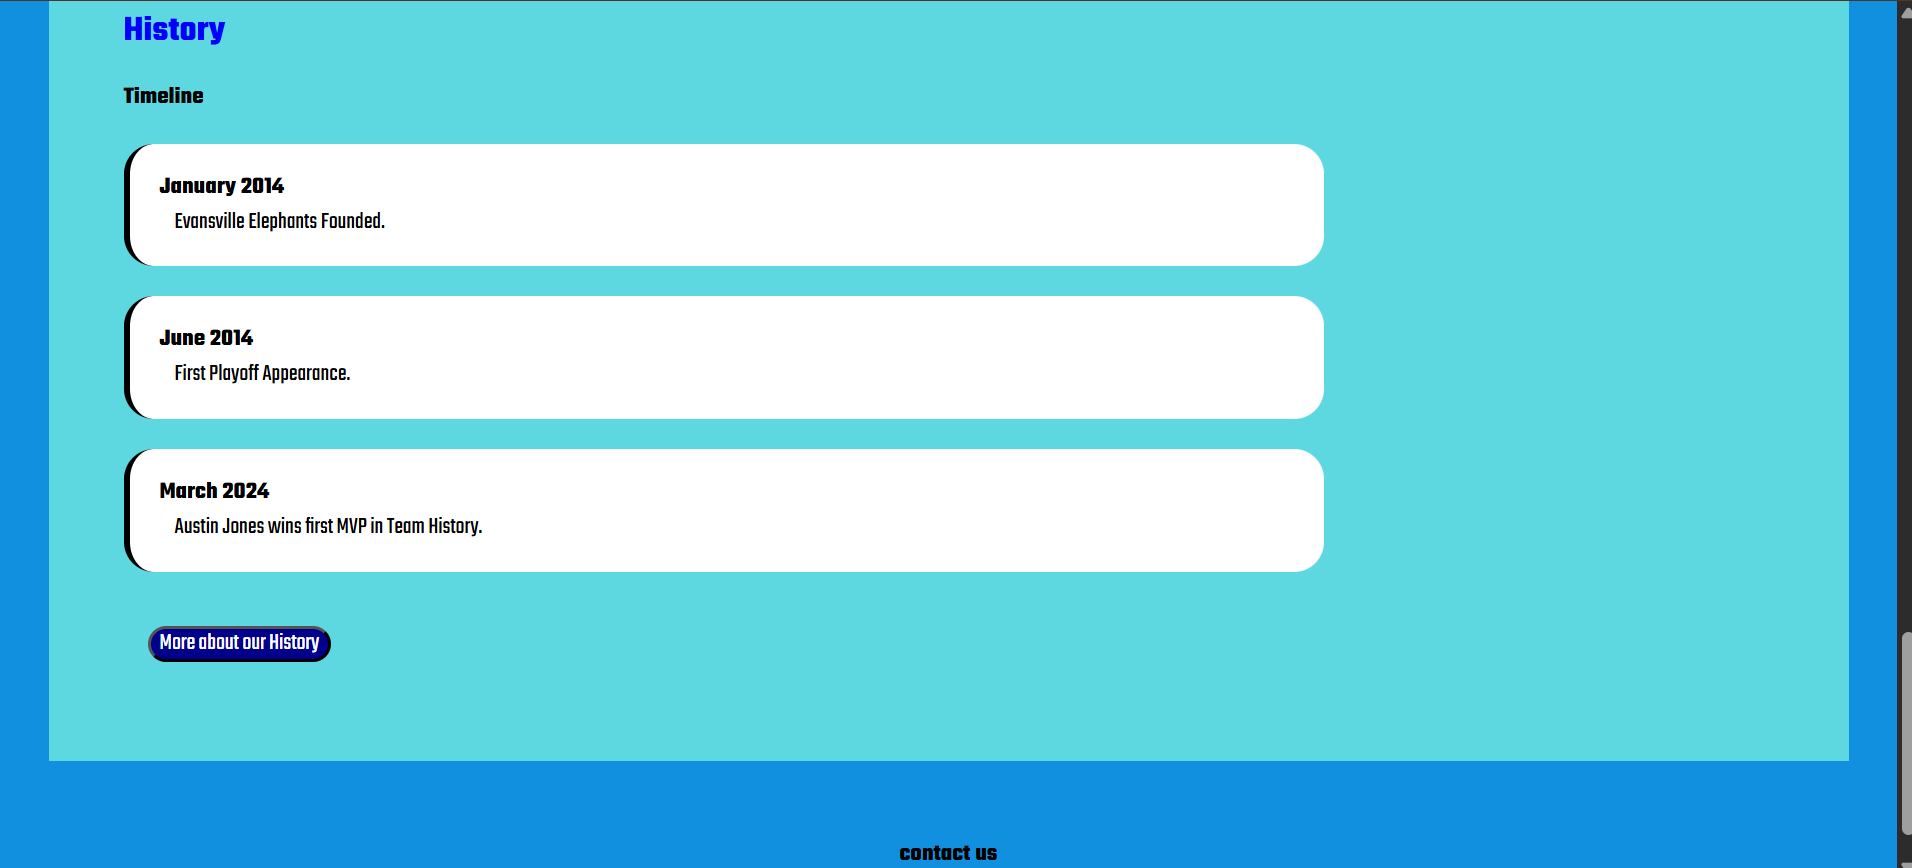 History
Timeline
January 2014
Evansville Elephants Founded.
June 2014
First Playoff Appearance.
March 2024
Austin Jones wins first MVP in Team History.
More about our History
contact us